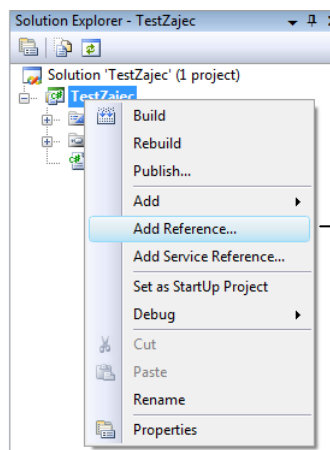 Solution Explorer - TestZajec
Solution 'TestZajec' (1 project)
TestZajec
Build
Rebuild
Publish...
Add
Add Reference...
Add Service Reference...
Set as StartUp Project
Debug
Cut
Paste
Rename
Properties